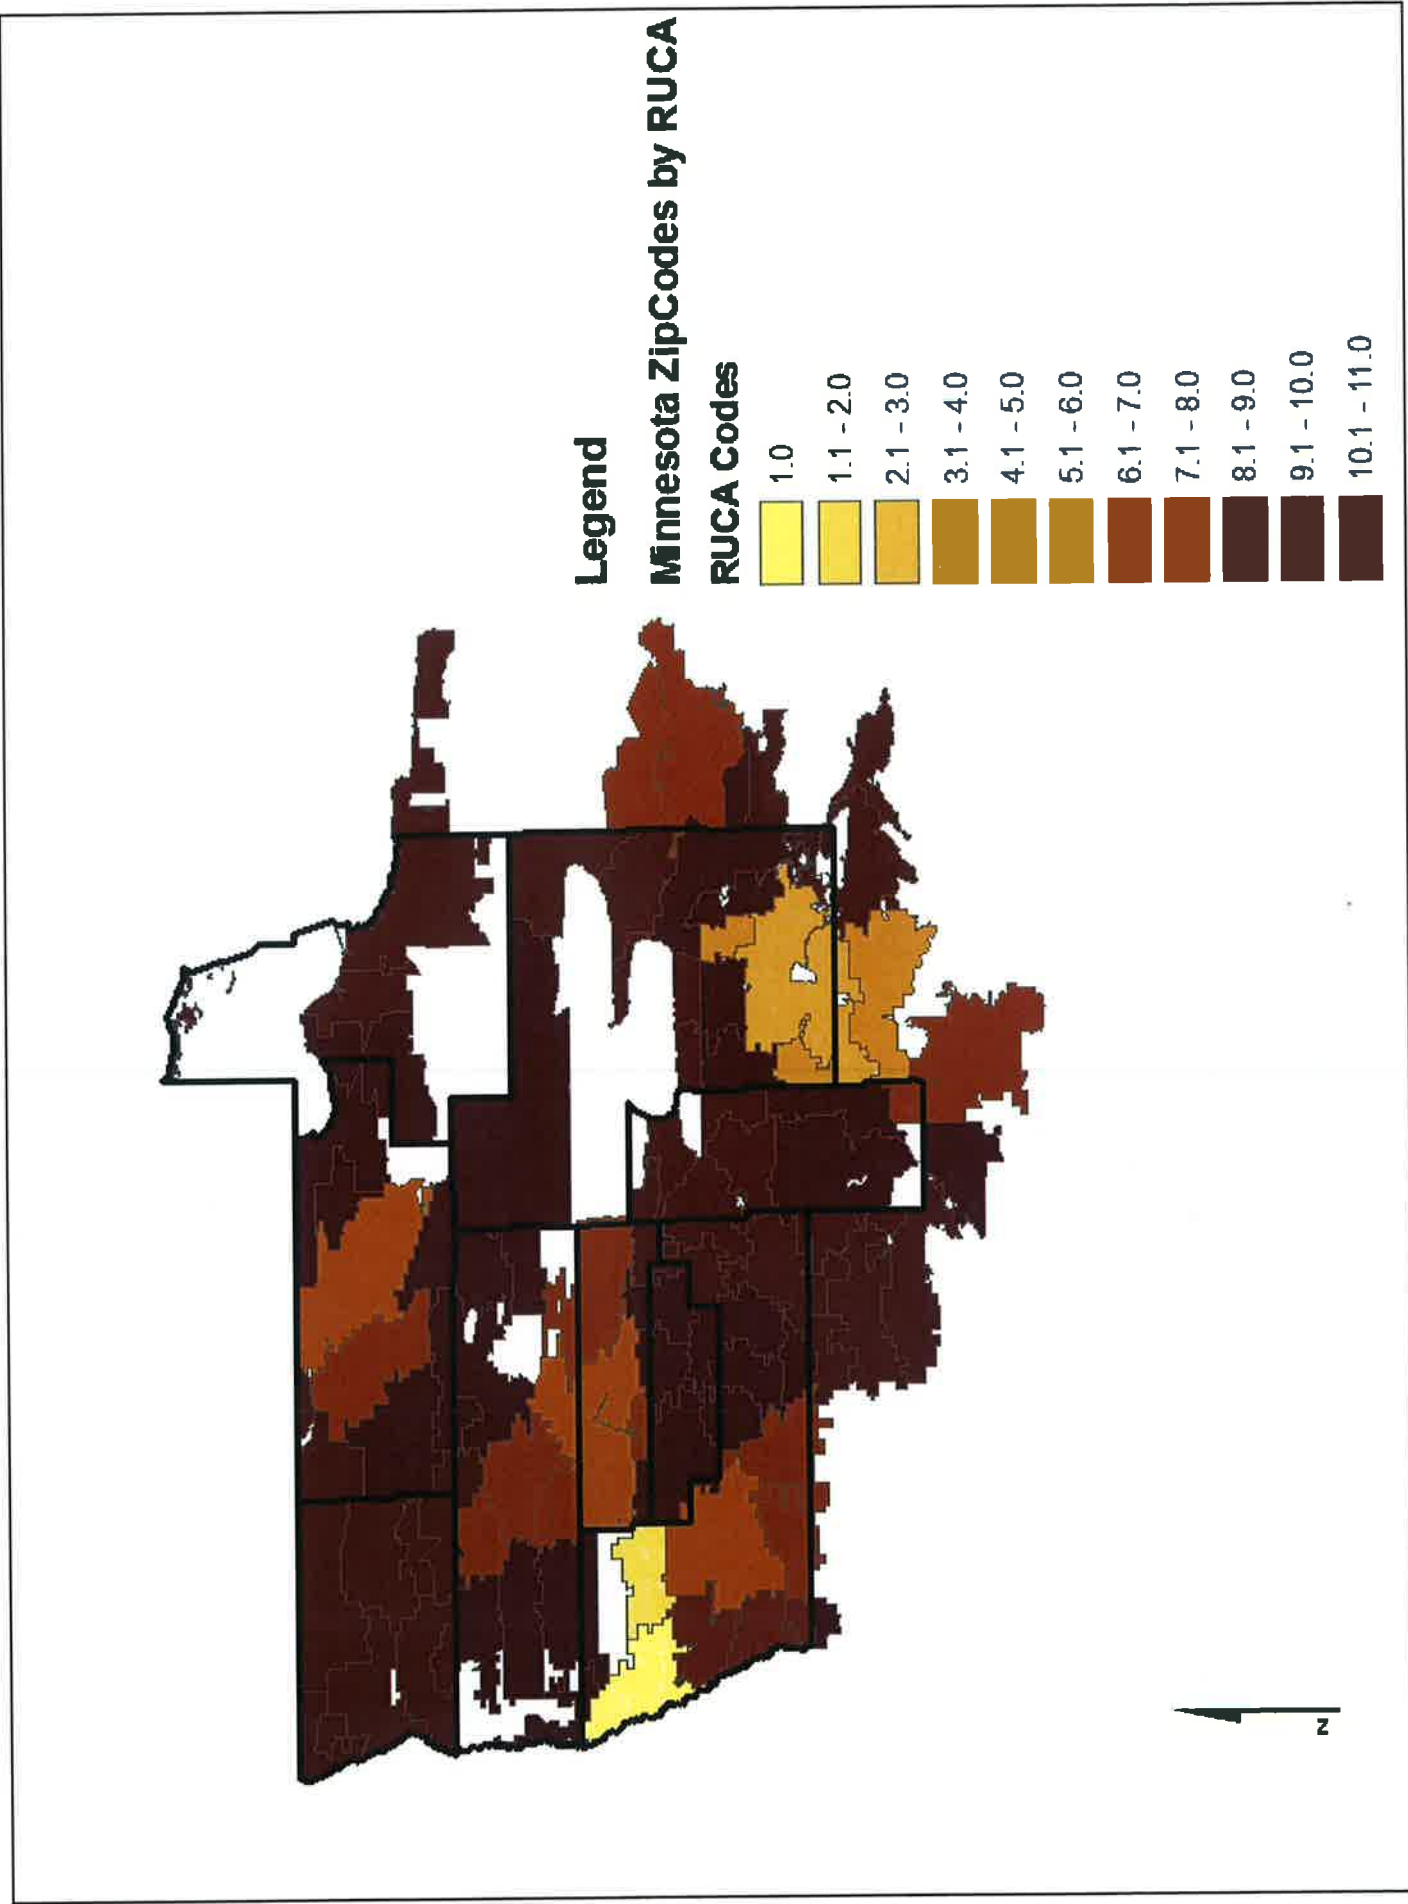 Legend
Minnesota ZipCodes by RUCA
RUCA Codes
1.0
1.1 - 2.0
2.1 - 3.0
3.1 - 4.0
4.1 - 5.0
5.1 - 6.0
6.1 - 7.0
7.1 - 8.0
8.1 - 9.0
9.1 - 10.0
10.1 - 11.0
N